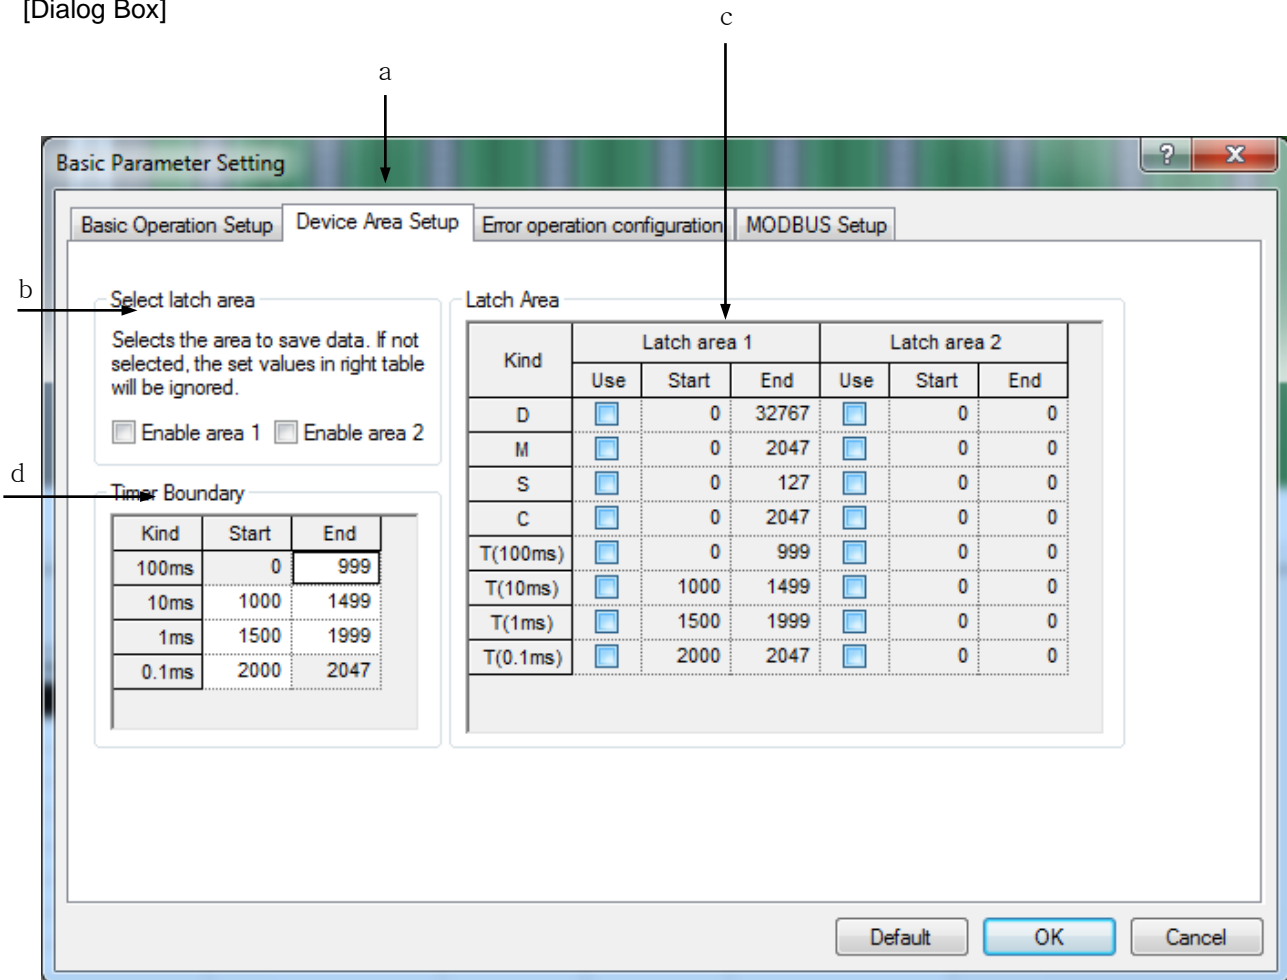 [Dialog Box]
c
a
Basic Parameter Setting
? X
Basic Operation Setup Device Area Setup Error operation configuration MODBUS Setup
b
Select latch area
Selects the area to save data. If not
selected, the set values in right table
will be ignored.
Enable area 1 Enable area 2
d
Timer Boundary
Kind Start End
100ms 0 999
10ms 1000 1499
1ms 1500 1999
0.1ms 2000 2047
Latch Area
Kind Latch area 1 Latch area 2
Use Start End Use Start End
D 0 32767 0 0
M 0 2047 0 0
S 0 127 0 0
C 0 2047 0 0
T(100ms) 0 999 0 0
T(10ms) 1000 1499 0 0
T(1ms) 1500 1999 0 0
T(0.1ms) 2000 2047 0 0
Default OK Cancel